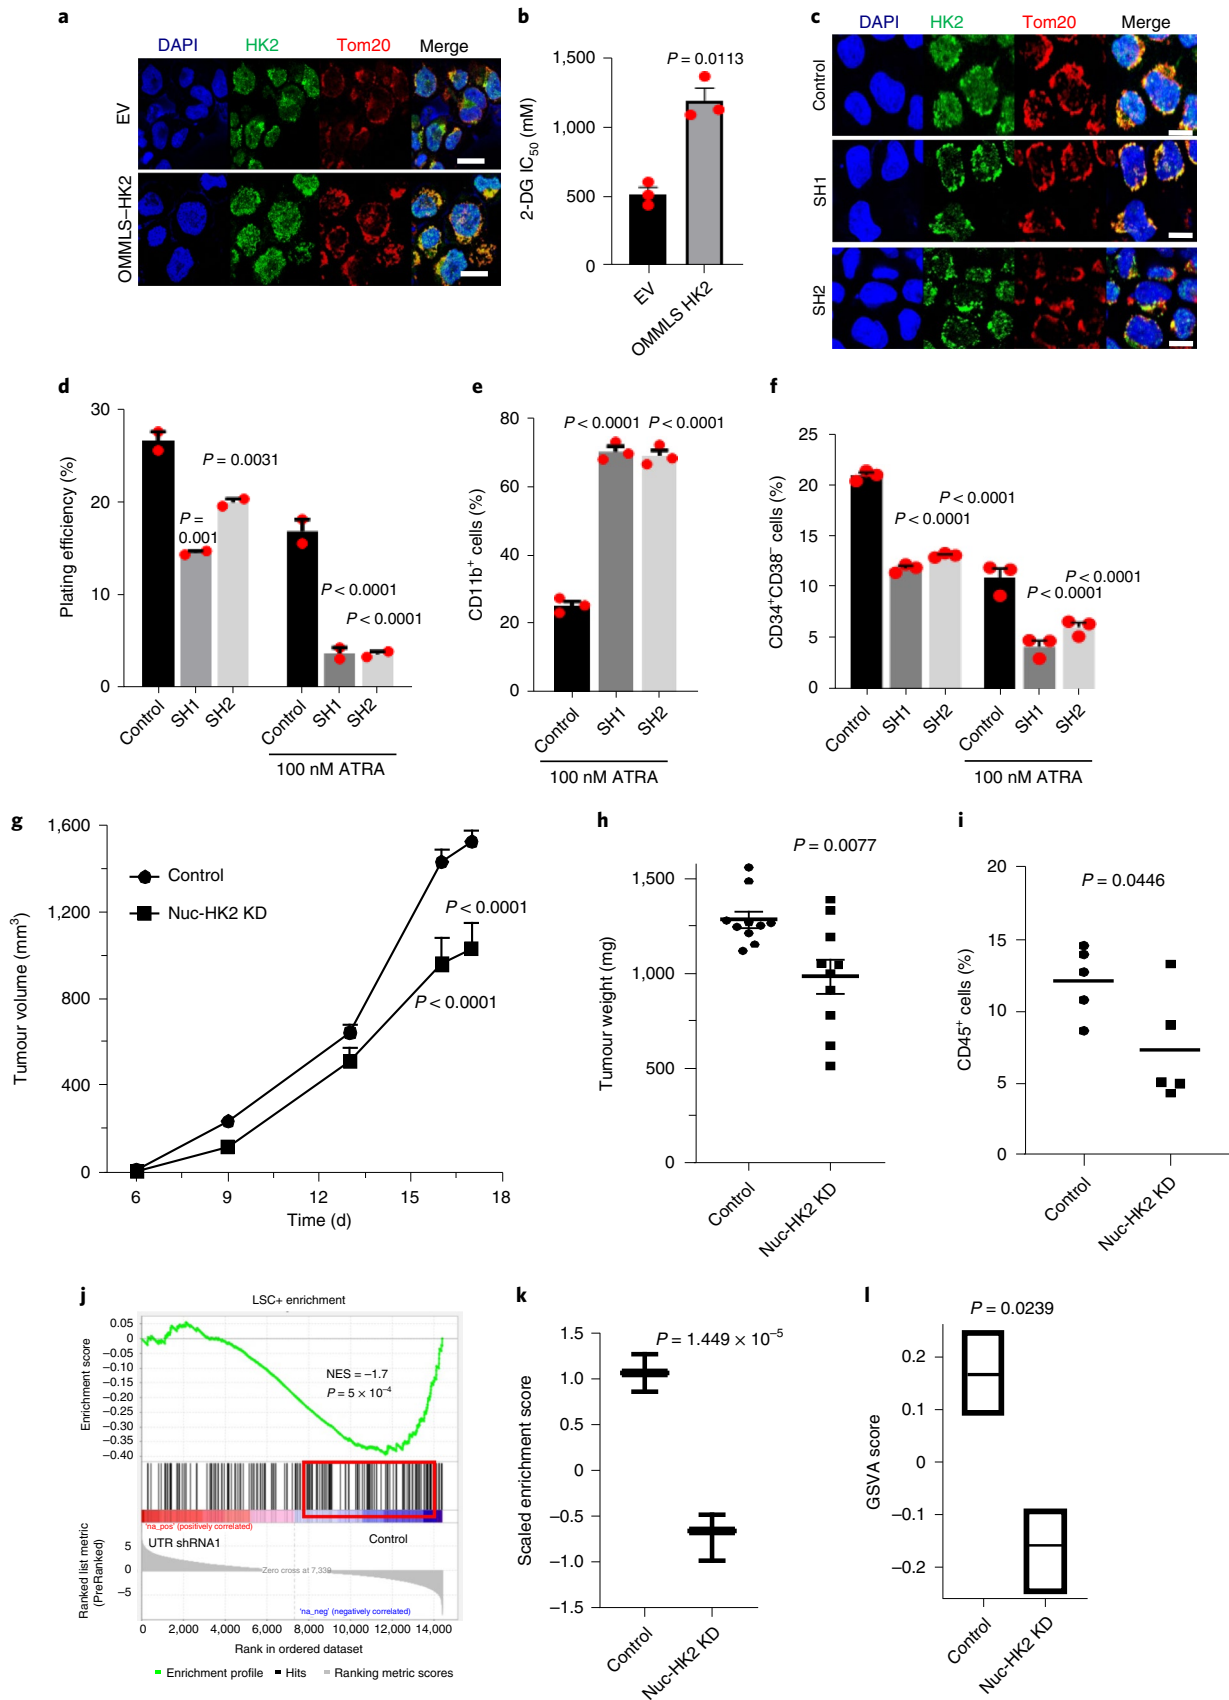 a
DAPI HK2 Tom20 Merge
EV
OMMLS–HK2
b
P = 0.0113
1,500
1,000
500
0
2-DG IC50 (mM)
EV
OMMLS HK2
c
DAPI HK2 Tom20 Merge
Control
SH1
SH2
d
30
20
10
0
Plating efficiency (%)
P = 0.001
P = 0.0031
P < 0.0001
P < 0.0001
Control SH1 SH2 Control SH1 SH2
100 nM ATRA
e
80
60
40
20
0
CD11b+ cells (%)
P < 0.0001 P < 0.0001
Control SH1 SH2
100 nM ATRA
f
25
20
15
10
5
0
CD34+CD38− cells (%)
P < 0.0001
P < 0.0001
P < 0.0001
P < 0.0001
Control SH1 SH2 Control SH1 SH2
100 nM ATRA
g
1,600
1,200
800
400
0
Tumour volume (mm3)
Control
Nuc-HK2 KD
P < 0.0001
P < 0.0001
6 9 12 15 18
Time (d)
h
P = 0.0077
1,500
1,000
500
0
Tumour weight (mg)
Control
Nuc-HK2 KD
i
20
15
10
5
0
P = 0.0446
CD45+ cells (%)
Control
Nuc-HK2 KD
j
LSC+ enrichment
0.05
0
−0.05
−0.10
−0.15
−0.20
−0.25
−0.30
−0.35
−0.40
Enrichment score
NES = −1.7
P = 5 × 10−4
'na_pos' (positively correlated)
UTR shRNA1 Control
5
0
−5
Ranked list metric
(PreRanked)
Zero cross at 7,339
'na_neg' (negatively correlated)
0 2,000 4,000 6,000 8,000 10,000 12,000 14,000
Rank in ordered dataset
Enrichment profile Hits Ranking metric scores
k
1.5
1.0
0.5
0
−0.5
−1.0
−1.5
P = 1.449 × 10−5
Scaled enrichment score
Control
Nuc-HK2 KD
l
P = 0.0239
0.2
0.1
0
−0.1
−0.2
GSVA score
Control
Nuc-HK2 KD